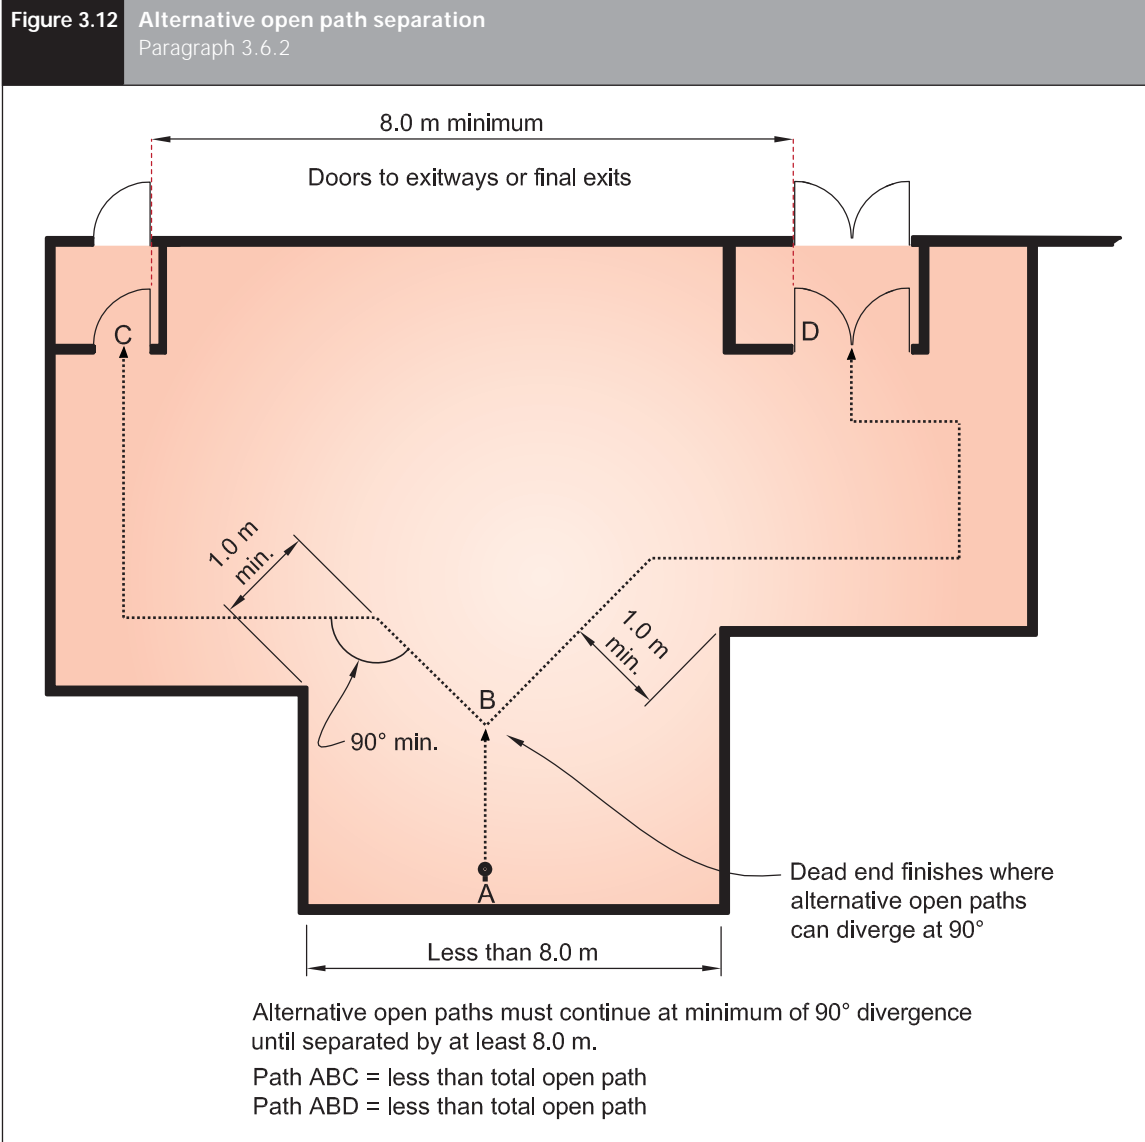 Figure 3.12 Alternative open path separation
Paragraph 3.6.2
8.0 m minimum
Doors to exitways or final exits
C
D
1.0 m
min.
1.0 m
min.
B
90° min.
A
Dead end finishes where
alternative open paths
can diverge at 90°
Less than 8.0 m
Alternative open paths must continue at minimum of 90° divergence
until separated by at least 8.0 m.
Path ABC = less than total open path
Path ABD = less than total open path